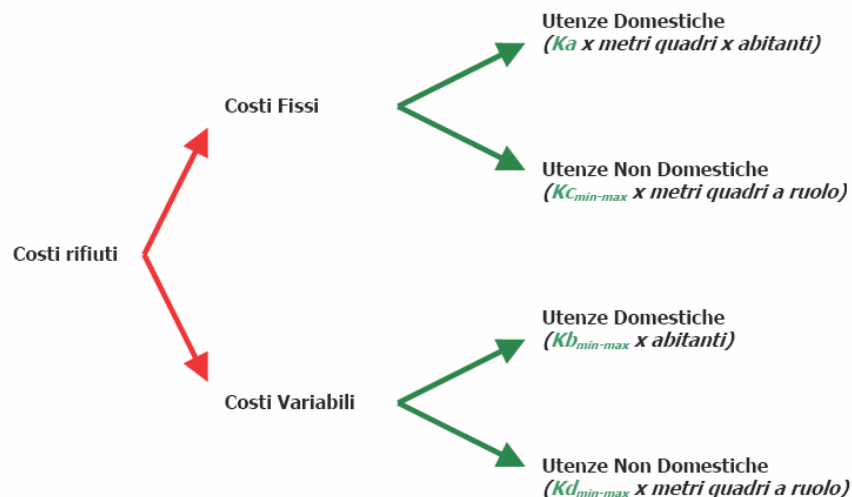 Utenze Domestiche
(Ka x metri quadri x abitanti)
Costi Fissi
Utenze Non Domestiche
(Kcmin-max x metri quadri a ruolo)
Costi rifiuti
Utenze Domestiche
(Kbmin-max x abitanti)
Costi Variabili
Utenze Non Domestiche
(Kdmin-max x metri quadri a ruolo)